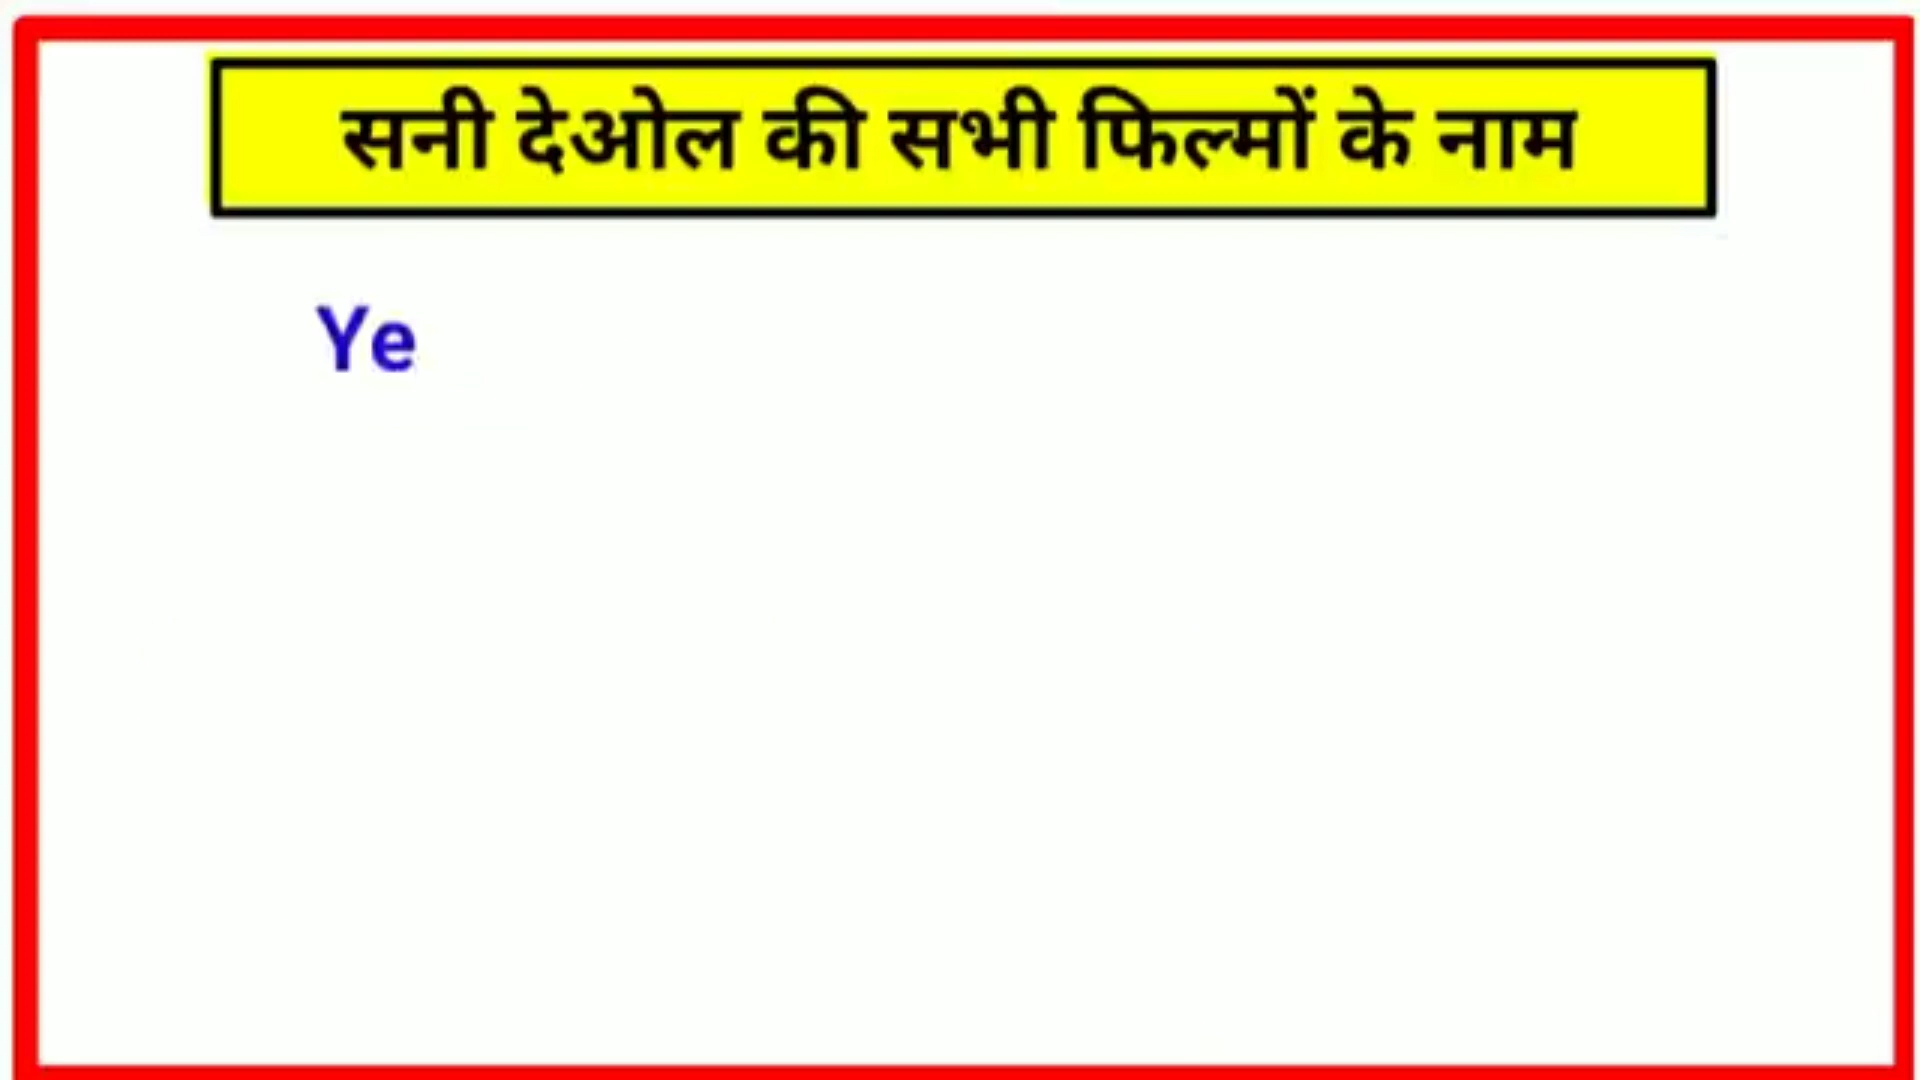 सनी देओल की सभी फिल्मों के नाम
Ye